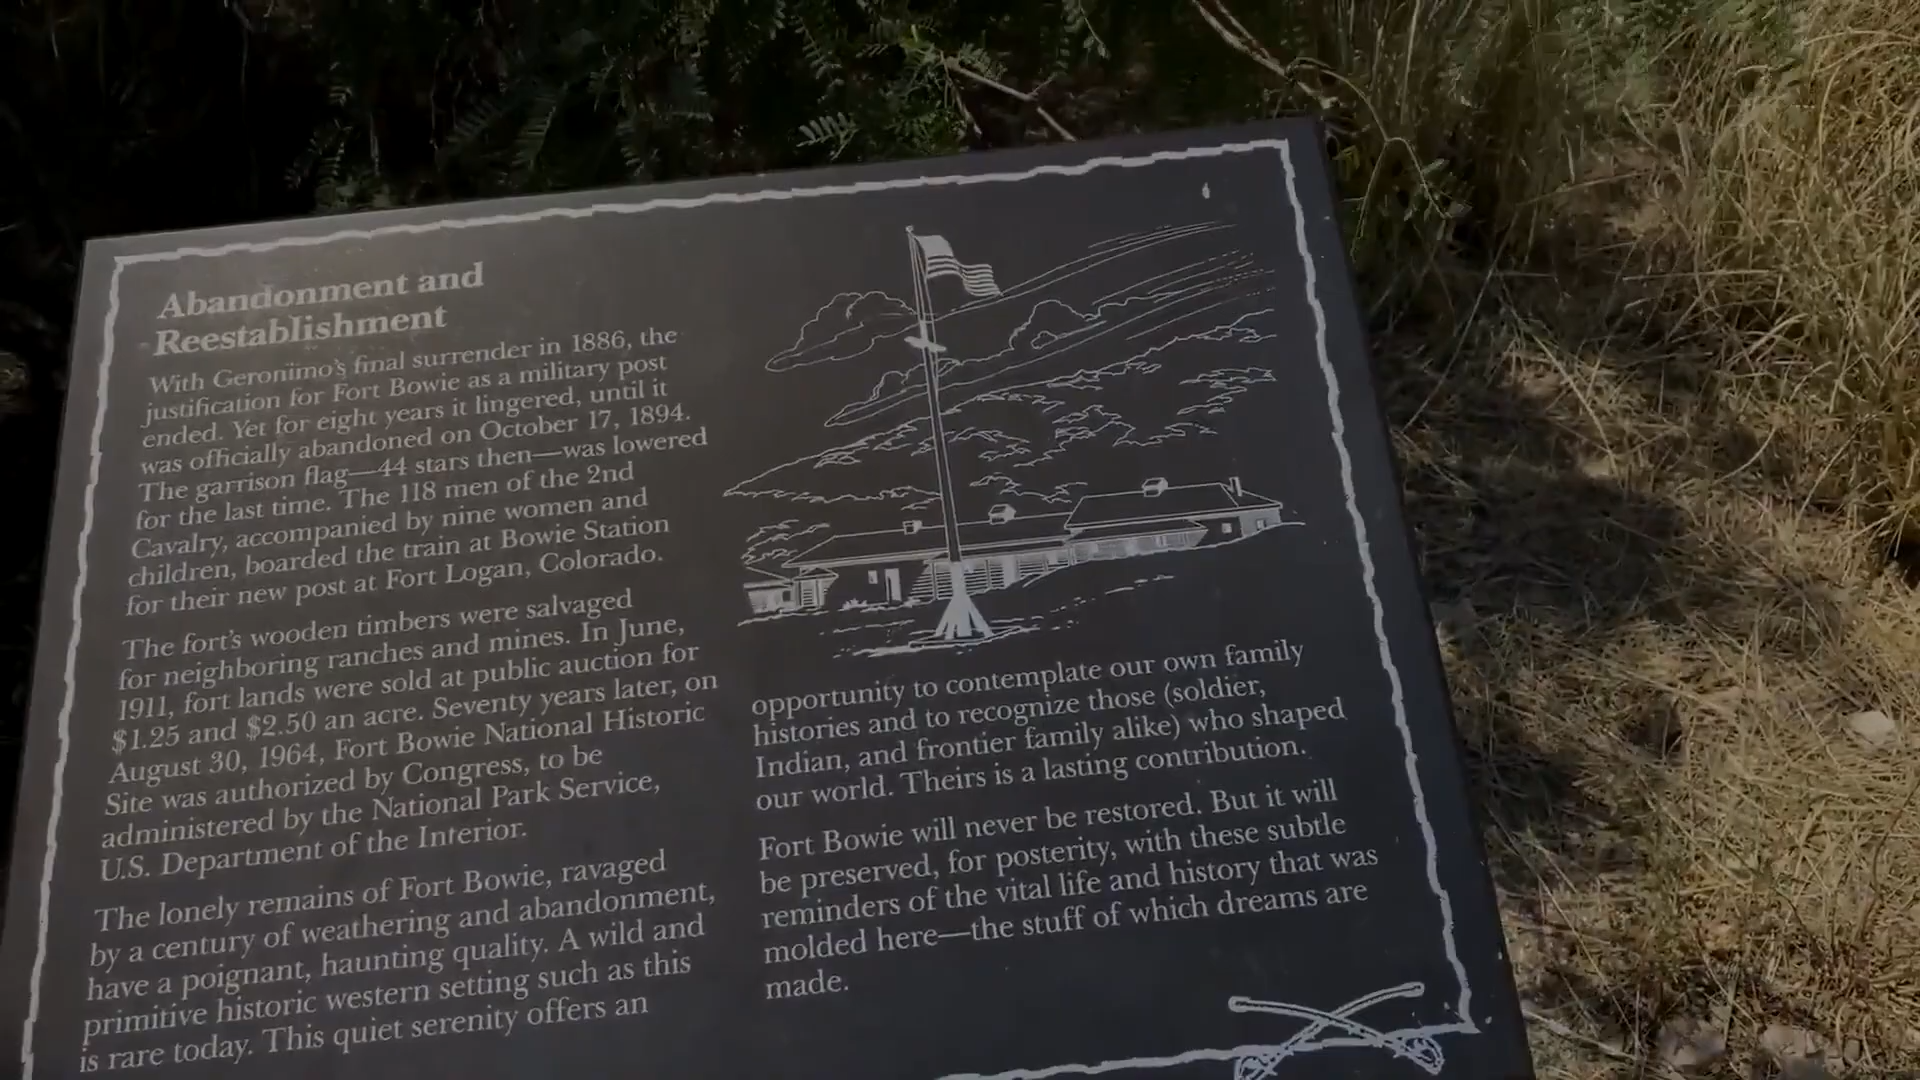 Abandonment and
Reestablishment
With Geronimo's final surrender in 1886, the
justification for Fort Bowie as a military post
ended. Yet for eight years it lingered, until it
was officially abandoned on October 17, 1894.
The garrison flag—44 stars then—was lowered
for the last time. The 118 men of the 2nd
Cavalry, accompanied by nine women and
children, boarded the train at Bowie Station
for their new post at Fort Logan, Colorado.
The fort's wooden timbers were salvaged
for neighboring ranches and mines. In June,
1911, fort lands were sold at public auction for
$1.25 and $2.50 an acre. Seventy years later, on
August 30, 1964, Fort Bowie National Historic
Site was authorized by Congress, to be
administered by the National Park Service,
U.S. Department of the Interior.
The lonely remains of Fort Bowie, ravaged
by a century of weathering and abandonment,
have a poignant, haunting quality. A wild and
primitive historic western setting such as this
is rare today. This quiet serenity offers an
opportunity to contemplate our own family
histories and to recognize those (soldier,
Indian, and frontier family alike) who shaped
our world. Theirs is a lasting contribution.
Fort Bowie will never be restored. But it will
be preserved, for posterity, with these subtle
reminders of the vital life and history that was
molded here—the stuff of which dreams are
made.